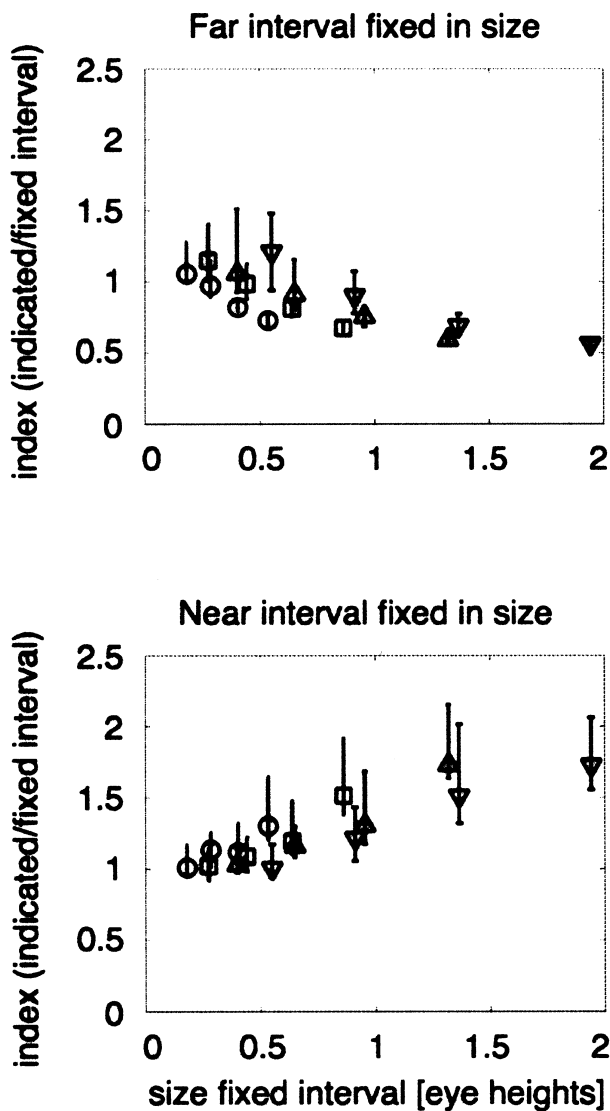 Far interval fixed in size
index (indicated/fixed interval)
2.5
2
1.5
1
0.5
0
0 0.5 1 1.5 2
Near interval fixed in size
index (indicated/fixed interval)
2.5
2
1.5
1
0.5
0
0 0.5 1 1.5 2
size fixed interval [eye heights]